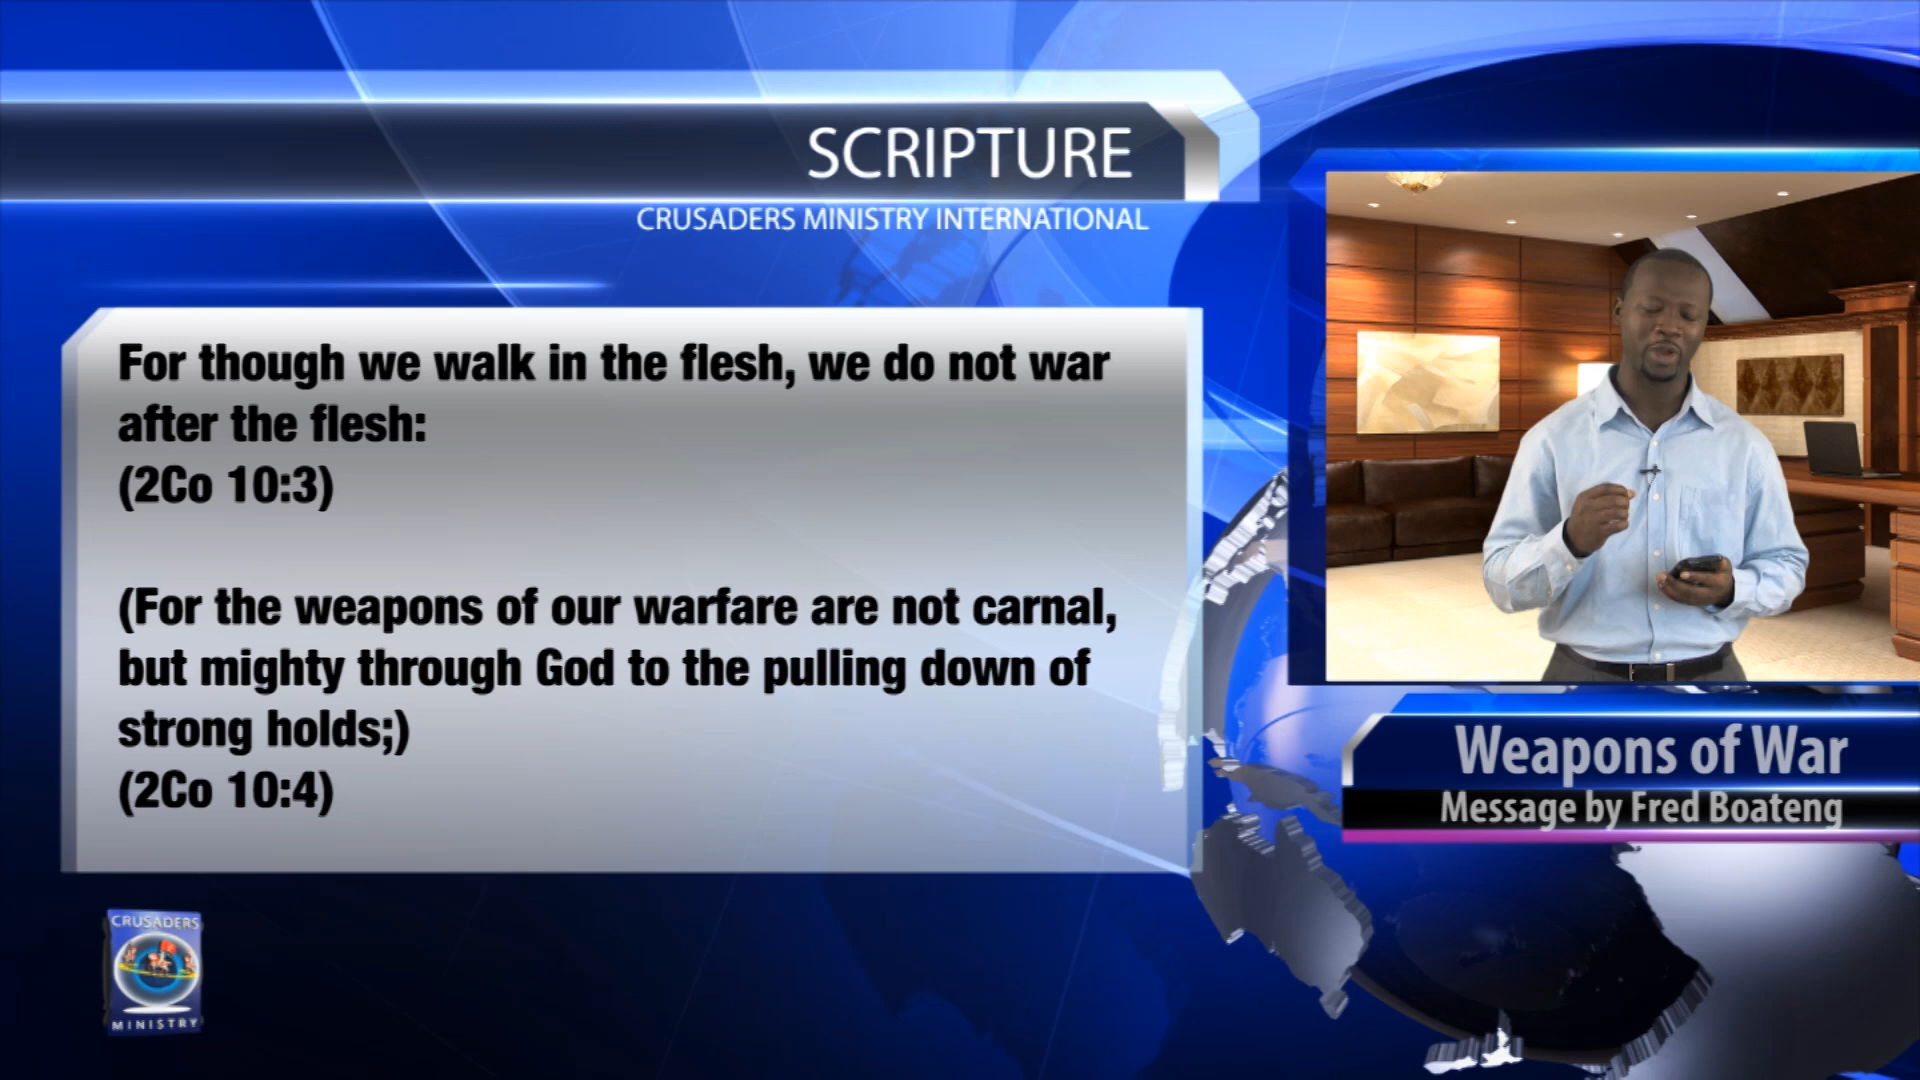 SCRIPTURE
CRUSADERS MINISTRY INTERNATIONAL
For though we walk in the flesh, we do not war
after the flesh:
(2Co 10:3)
(For the weapons of our warfare are not carnal,
but mighty through God to the pulling down of
strong holds;)
(2Co 10:4)
Weapons of War
Message by Fred Boateng
CRUSADERS
MINISTRY